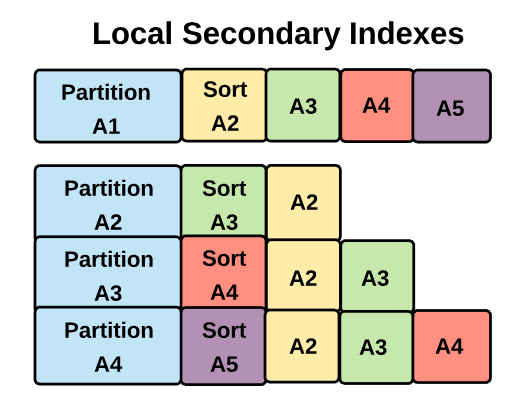 Local Secondary Indexes
Partition A1
Sort A2
A3
A4
A5
Partition A2
Sort A3
A2
Partition A3
Sort A4
A2
A3
Partition A4
Sort A5
A2
A3
A4